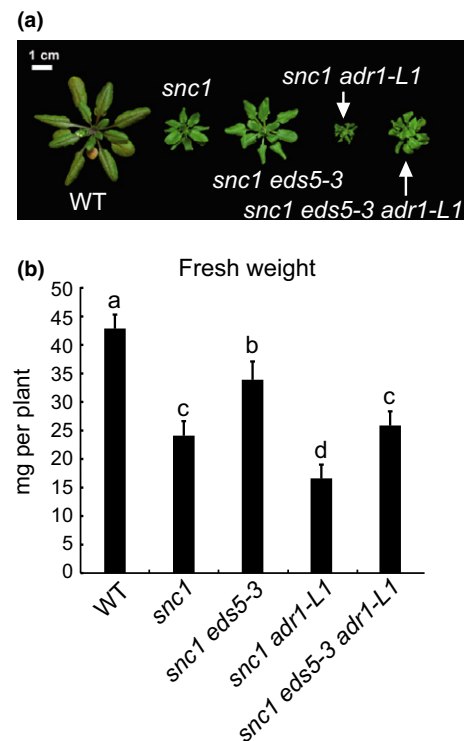 (a)
1 cm
snc1
snc1 adr1-L1
WT
snc1 eds5-3
snc1 eds5-3 adr1-L1
(b)
Fresh weight
mg per plant
50
45
40
35
30
25
20
15
10
5
0
a
c
b
d
c
WT
snc1
snc1 eds5-3
snc1 adr1-L1
snc1 eds5-3 adr1-L1